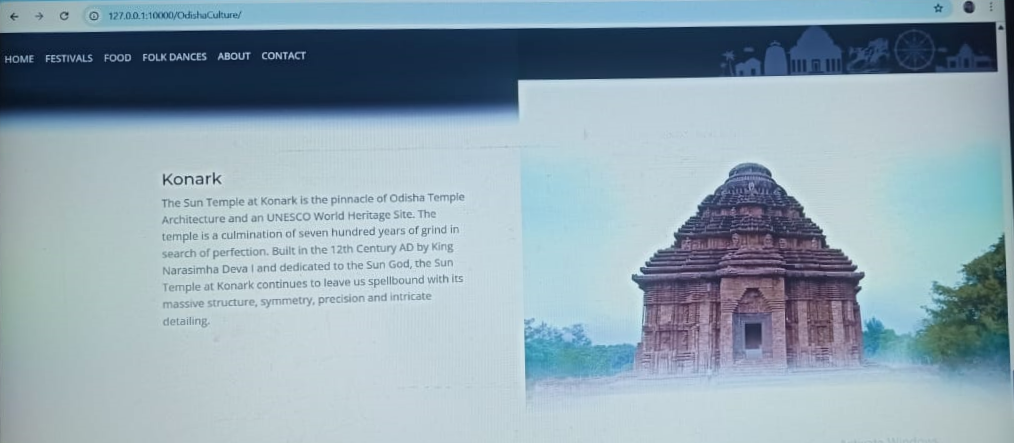 127.0.0.1:10000/OdishaCulture/
HOME FESTIVALS FOOD FOLK DANCES ABOUT CONTACT
Konark
The Sun Temple at Konark is the pinnacle of Odisha Temple
Architecture and an UNESCO World Heritage Site. The
temple is a culmination of seven hundred years of grind in
search of perfection. Built in the 12th Century AD by King
Narasimha Deva I and dedicated to the Sun God, the Sun
Temple at Konark continues to leave us spellbound with its
massive structure, symmetry, precision and intricate
detailing.